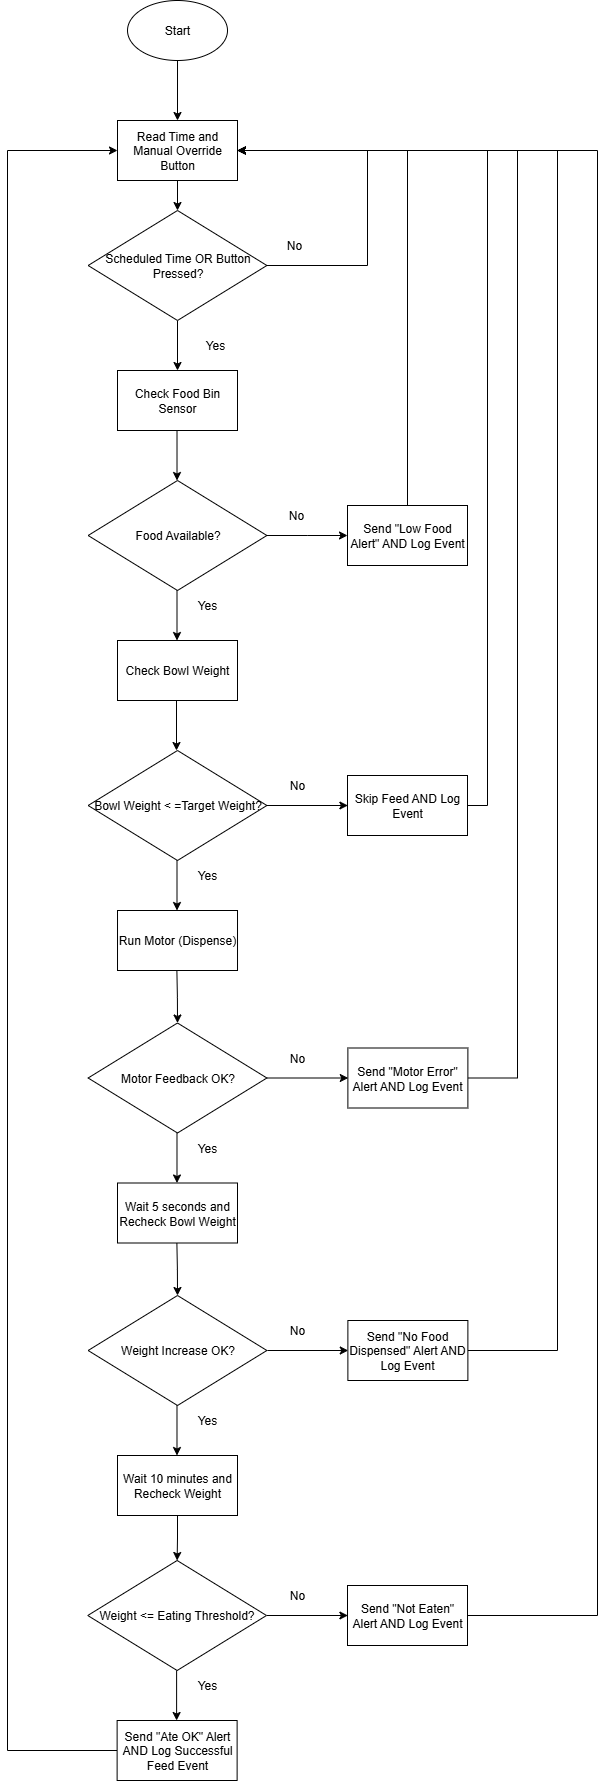 Start
Read Time and
Manual Override
Button
Scheduled Time OR Button
Pressed?
No
Yes
Check Food Bin
Sensor
Food Available?
No
Send "Low Food
Alert" AND Log Event
Yes
Check Bowl Weight
Bowl Weight < =Target Weight?
No
Skip Feed AND Log
Event
Yes
Run Motor (Dispense)
Motor Feedback OK?
No
Send "Motor Error"
Alert AND Log Event
Yes
Wait 5 seconds and
Recheck Bowl Weight
Weight Increase OK?
No
Send "No Food
Dispensed" Alert AND
Log Event
Yes
Wait 10 minutes and
Recheck Weight
Weight <= Eating Threshold?
No
Send "Not Eaten"
Alert AND Log Event
Yes
Send "Ate OK" Alert
AND Log Successful
Feed Event